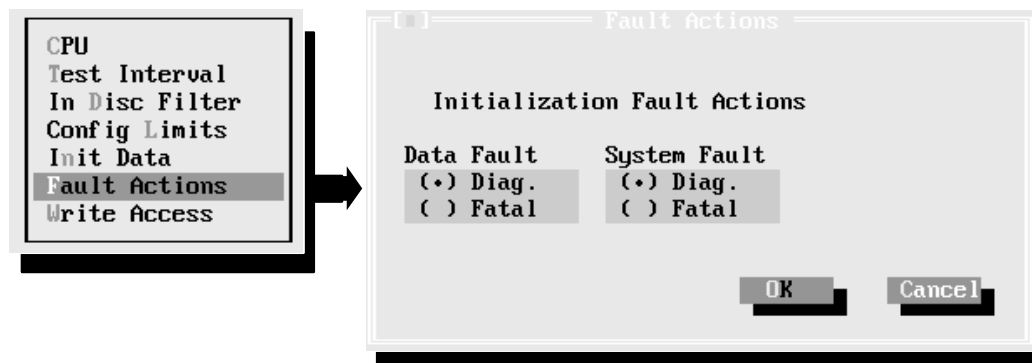 CPU
Test Interval
In Disc Filter
Config Limits
Init Data
Fault Actions
Write Access
Fault Actions
Initialization Fault Actions
Data Fault System Fault
(•) Diag. (•) Diag.
( ) Fatal ( ) Fatal
OK Cancel